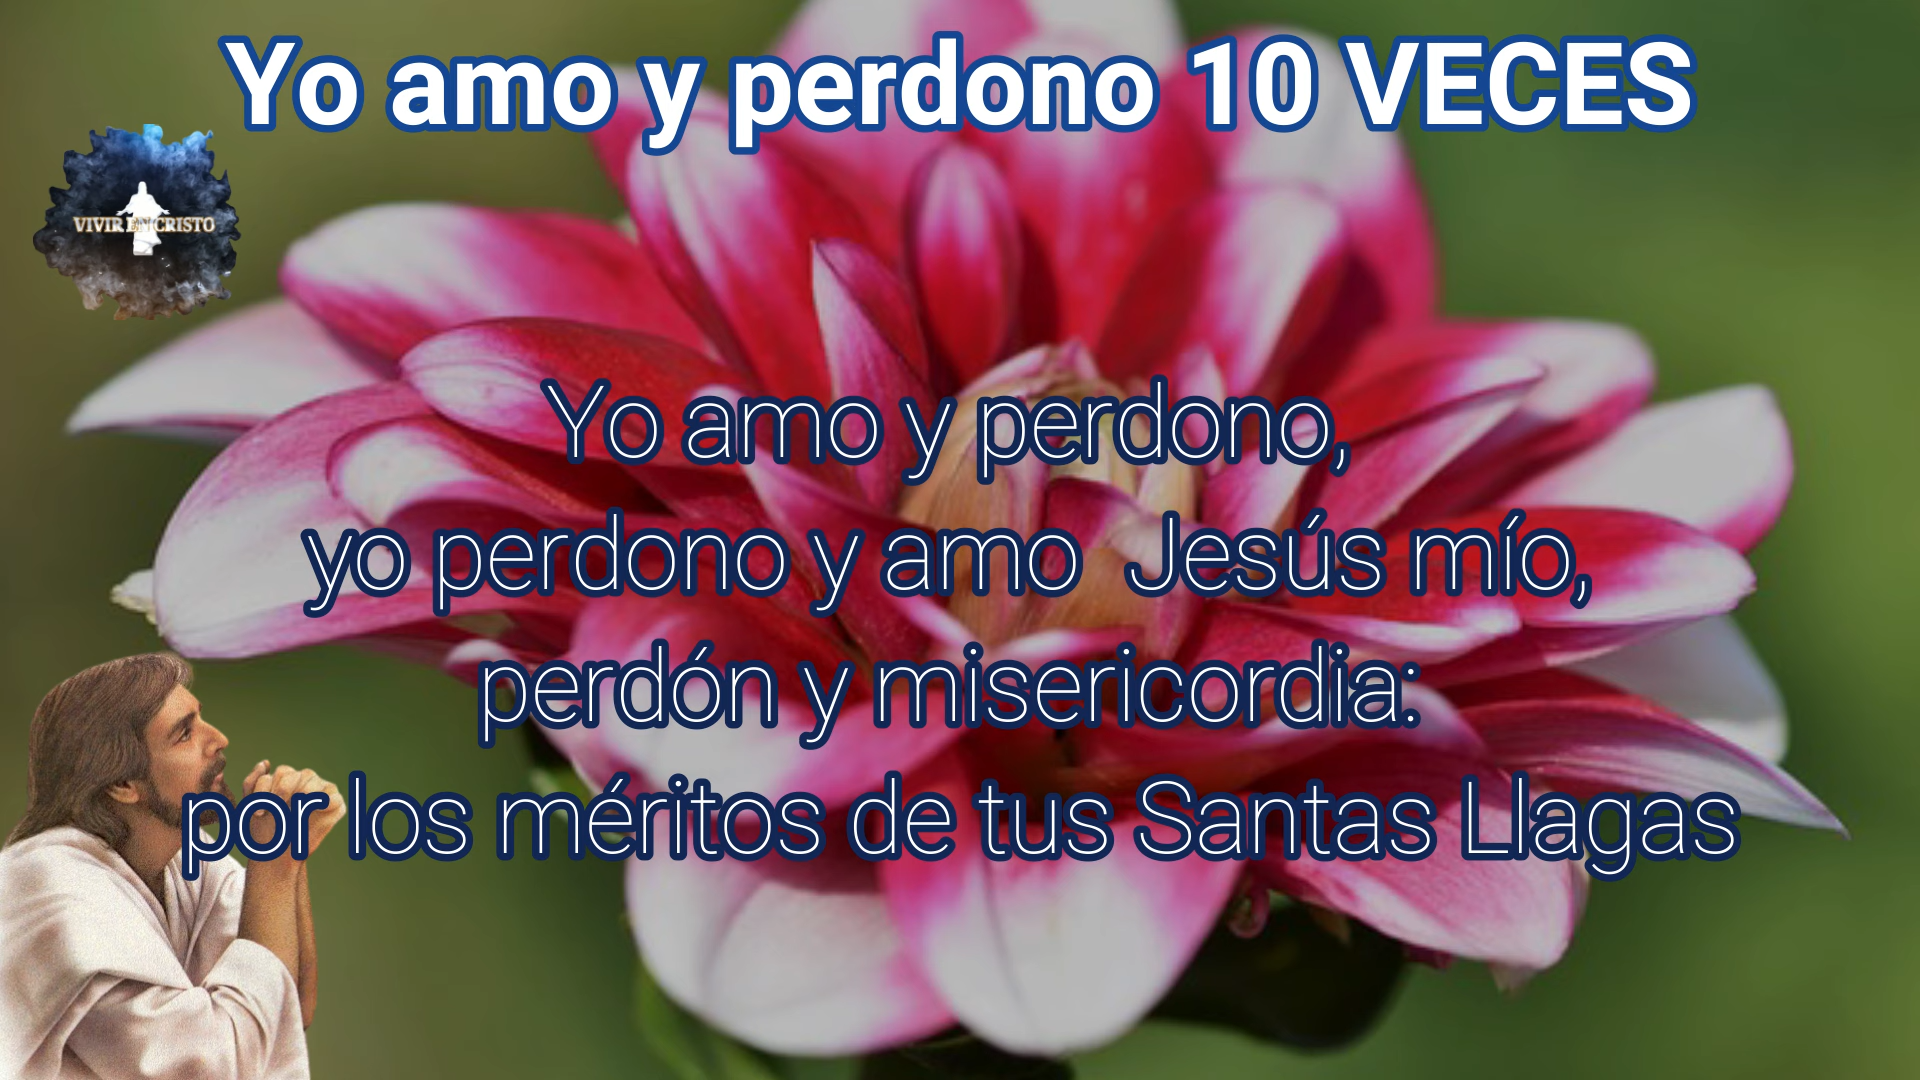 Yo amo y perdono 10 VECES
VIVIR EN CRISTO
Yo amo y perdono,
yo perdono y amo  Jesús mío,
perdón y misericordia:
por los méritos de tus Santas Llagas